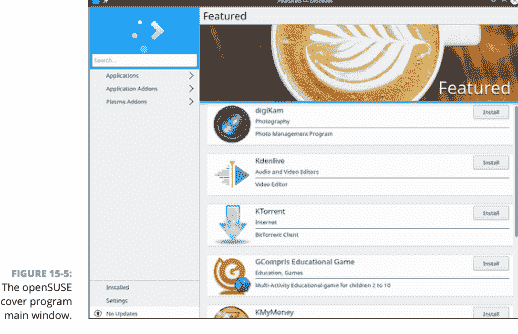 Featured — Discover
Featured
Search...
Applications
Application Addons
Plasma Addons
Featured
digiKam
Photography
Photo Management Program
Install
Kdenlive
Audio and Video Editors
Video Editor
Install
KTorrent
Internet
BitTorrent Client
Install
GCompris Educational Game
Education, Games
Multi-Activity Educational game for children 2 to 10
Install
KMyMoney
Install
Installed
Settings
No Updates
FIGURE 15-5:
The openSUSE
cover program
main window.